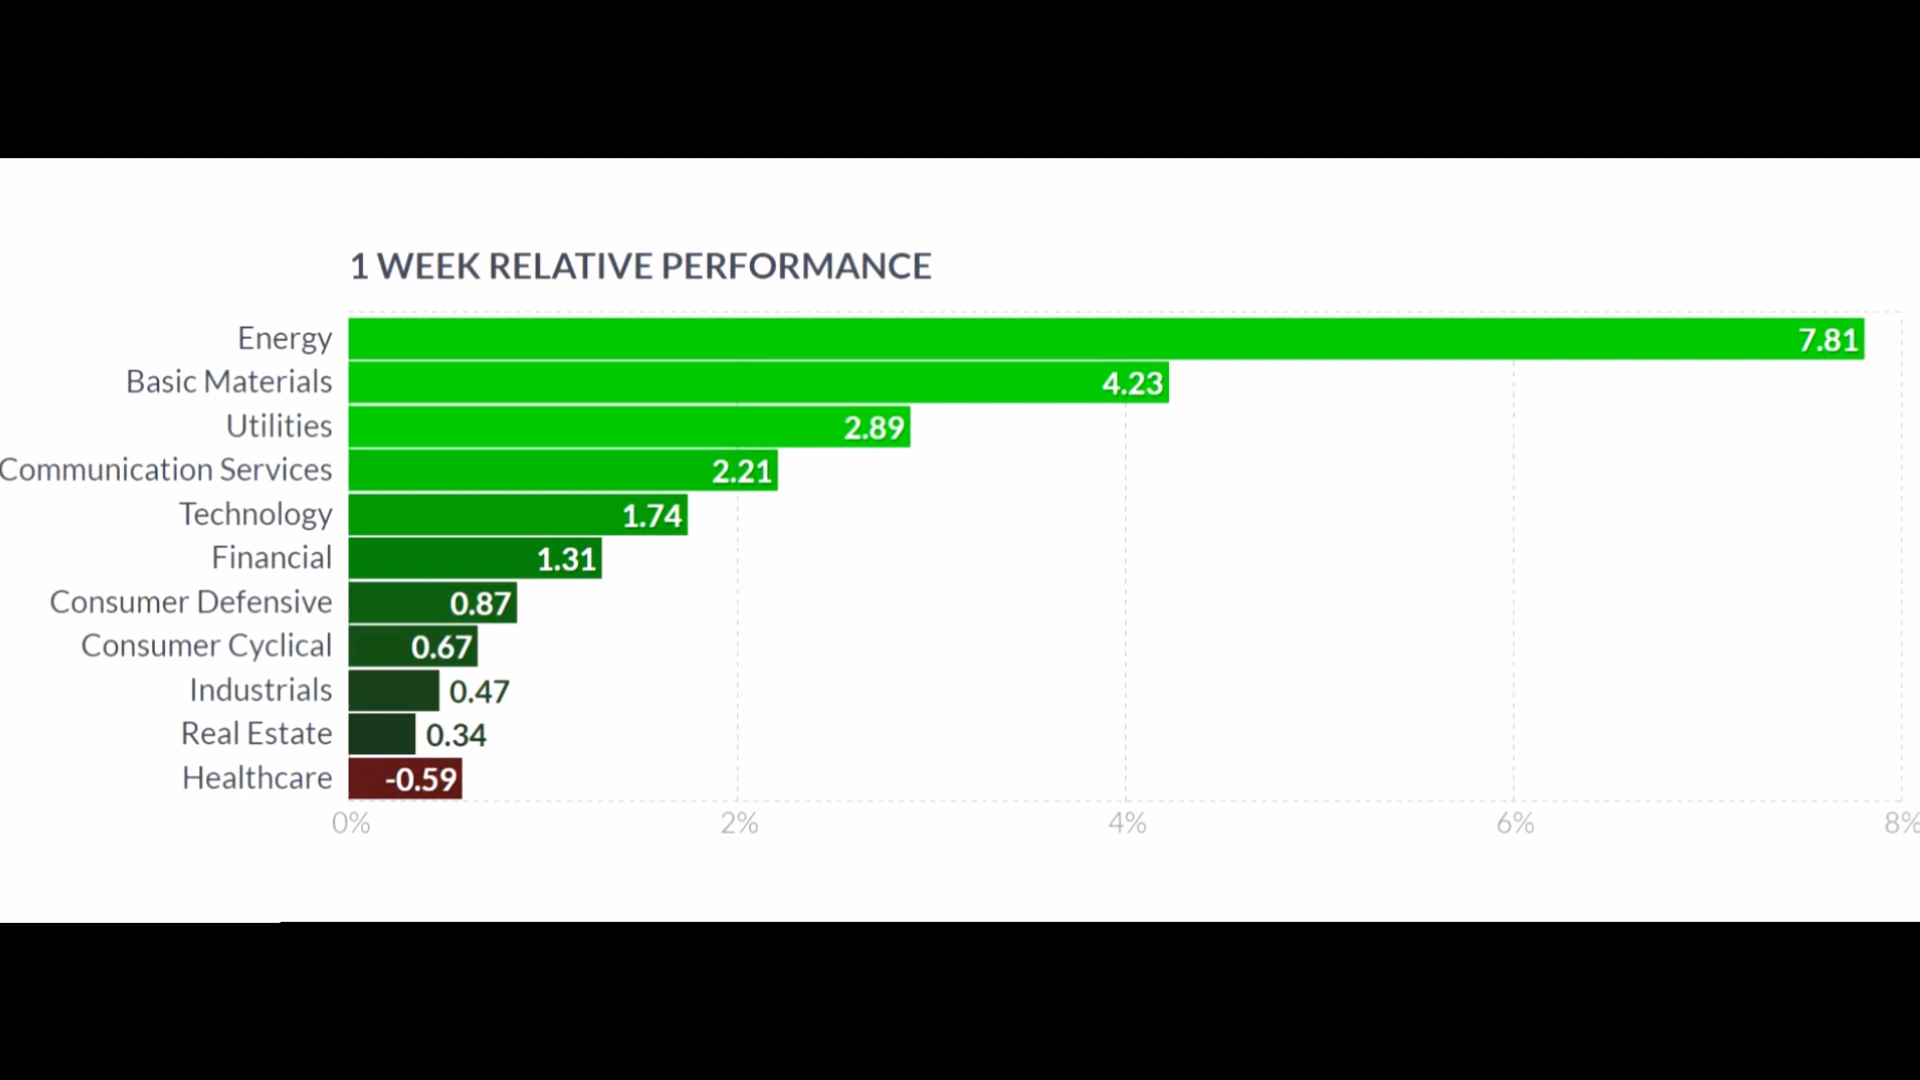 1 WEEK RELATIVE PERFORMANCE
Energy 7.81
Basic Materials 4.23
Utilities 2.89
Communication Services 2.21
Technology 1.74
Financial 1.31
Consumer Defensive 0.87
Consumer Cyclical 0.67
Industrials 0.47
Real Estate 0.34
Healthcare -0.59
0% 2% 4% 6% 8%